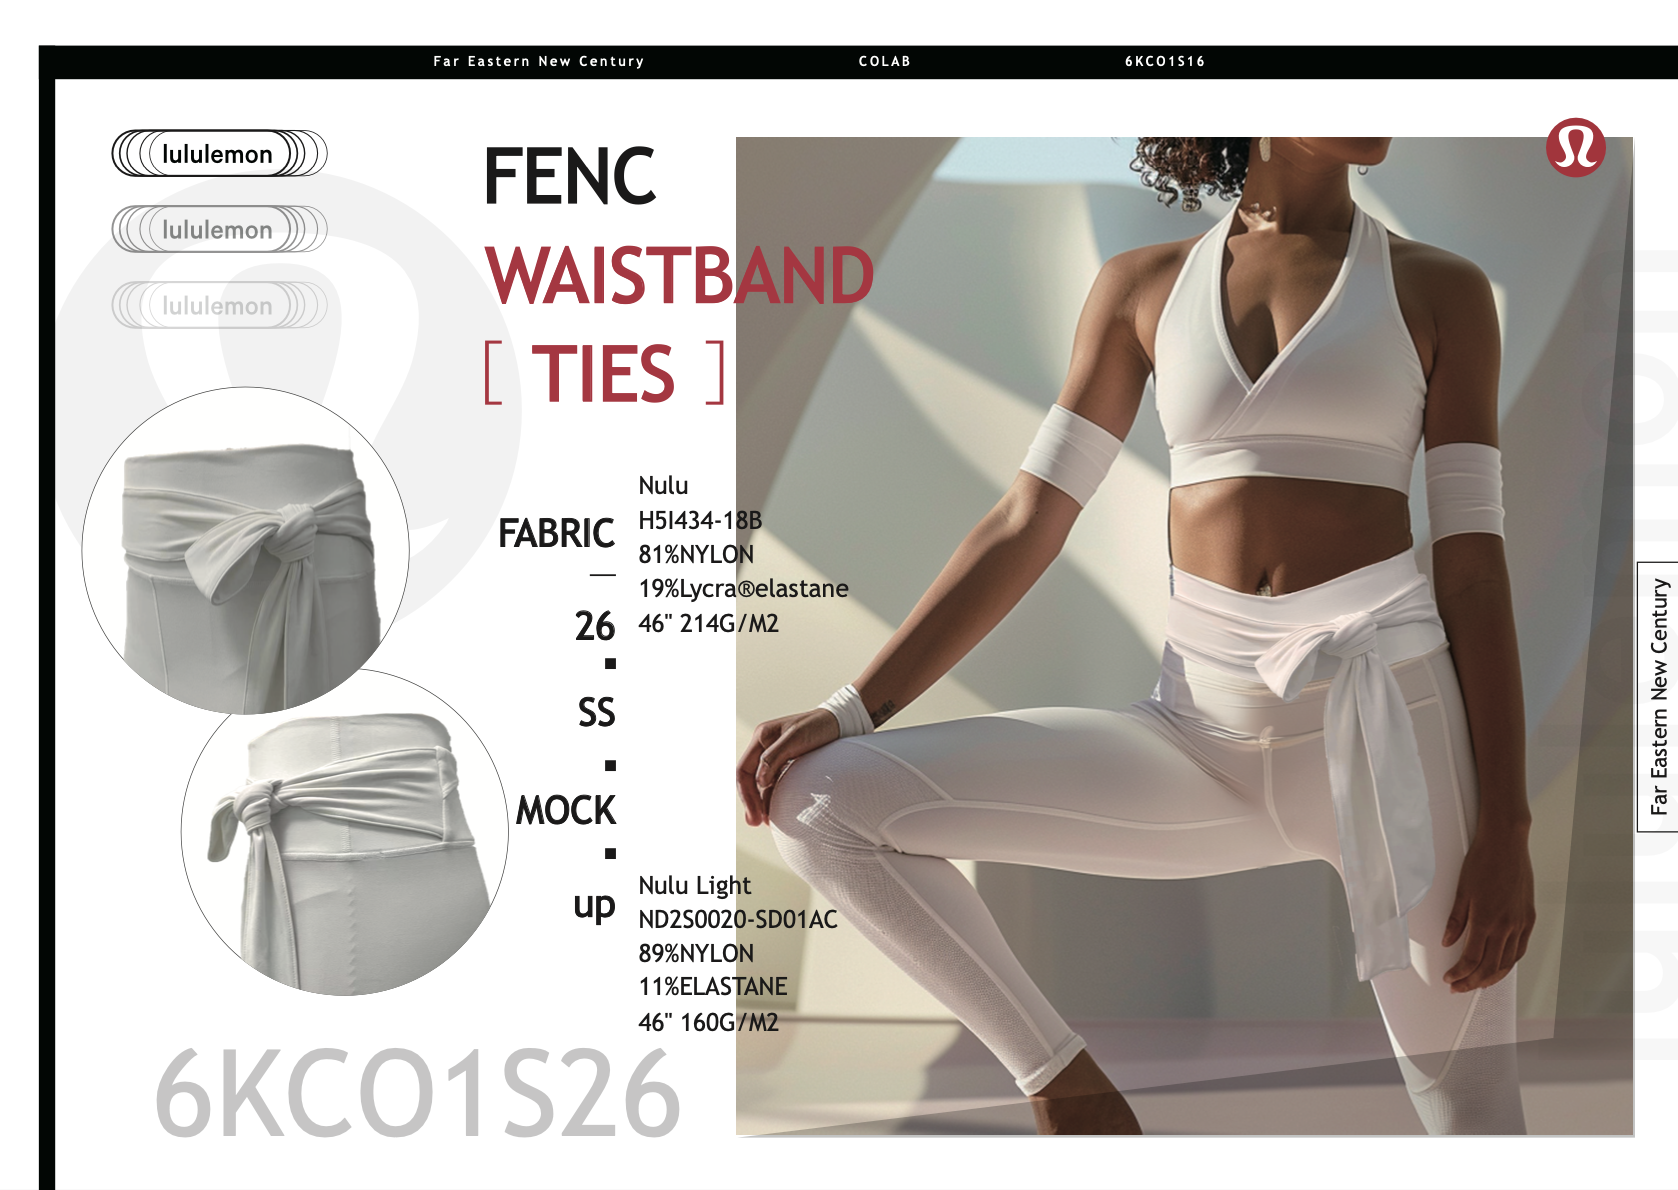 Far Eastern New Century
COLAB
6KCO1S16
lululemon
lululemon
lululemon
FENC
WAISTBAND
[ TIES ]
FABRIC
—
26
▪
SS
▪
MOCK
▪
up
Nulu
H5I434-18B
81%NYLON
19%Lycra®elastane
46" 214G/M2
Nulu Light
ND2S0020-SD01AC
89%NYLON
11%ELASTANE
46" 160G/M2
6KCO1S26
Far Eastern New Century
lululemon